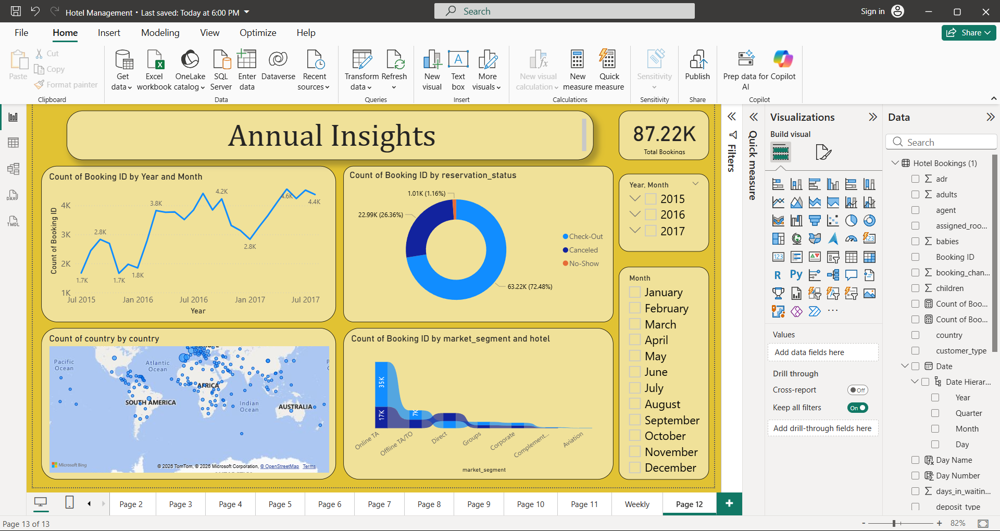 Hotel Management • Last saved: Today at 6:00 PM
Search
Sign in
File
Home
Insert
Modeling
View
Optimize
Help
Share
Paste
Cut
Copy
Format painter
Clipboard
Get data
Excel workbook
OneLake catalog
SQL Server
Enter data
Dataverse
Recent sources
Data
Transform data
Refresh
Queries
New visual
Text box
More visuals
Insert
New visual calculation
New measure
Quick measure
Calculations
Sensitivity
Sensitivity
Publish
Share
Prep data for AI
Copilot
Copilot
Annual Insights
87.22K
Total Bookings
Count of Booking ID by Year and Month
Count of Booking ID
4K
3K
2K
1K
1.7K
2.8K
1.7K
1.8K
3.8K
4.2K
2.8K
4.6K
4.4K
Jul 2015
Jan 2016
Jul 2016
Jan 2017
Jul 2017
Year
Count of Booking ID by reservation_status
1.01K (1.16%)
22.99K (26.36%)
63.22K (72.48%)
Check-Out
Canceled
No-Show
Year, Month
2015
2016
2017
Month
January
February
March
April
May
June
July
August
September
October
November
December
Count of country by country
Pacific Ocean
Atlantic Ocean
AFRICA
SOUTH AMERICA
Indian Ocean
AUSTRALIA
Microsoft Bing
© 2026 TomTom, © 2026 Microsoft Corporation, © OpenStreetMap Terms
Count of Booking ID by market_segment and hotel
35K
17K
7K
Online TA
Offline TA/TO
Direct
Groups
Corporate
Complement...
Aviation
market_segment
Filters
Quick measure
Visualizations
Build visual
123
123
R
Py
Values
Add data fields here
Drill through
Cross-report
Off
Keep all filters
On
Add drill-through fields here
Data
Search
Hotel Bookings (1)
adr
adults
agent
assigned_roo...
babies
Booking ID
booking_chan...
children
Count of Boo...
Count of Boo...
country
customer_type
Date
Date Hierar...
Year
Quarter
Month
Day
Day Name
Day Number
days_in_waitin...
deposit_type
DAX
TMDL
Page 2
Page 3
Page 4
Page 5
Page 6
Page 7
Page 8
Page 9
Page 10
Page 11
Weekly
Page 12
Page 13 of 13
82%